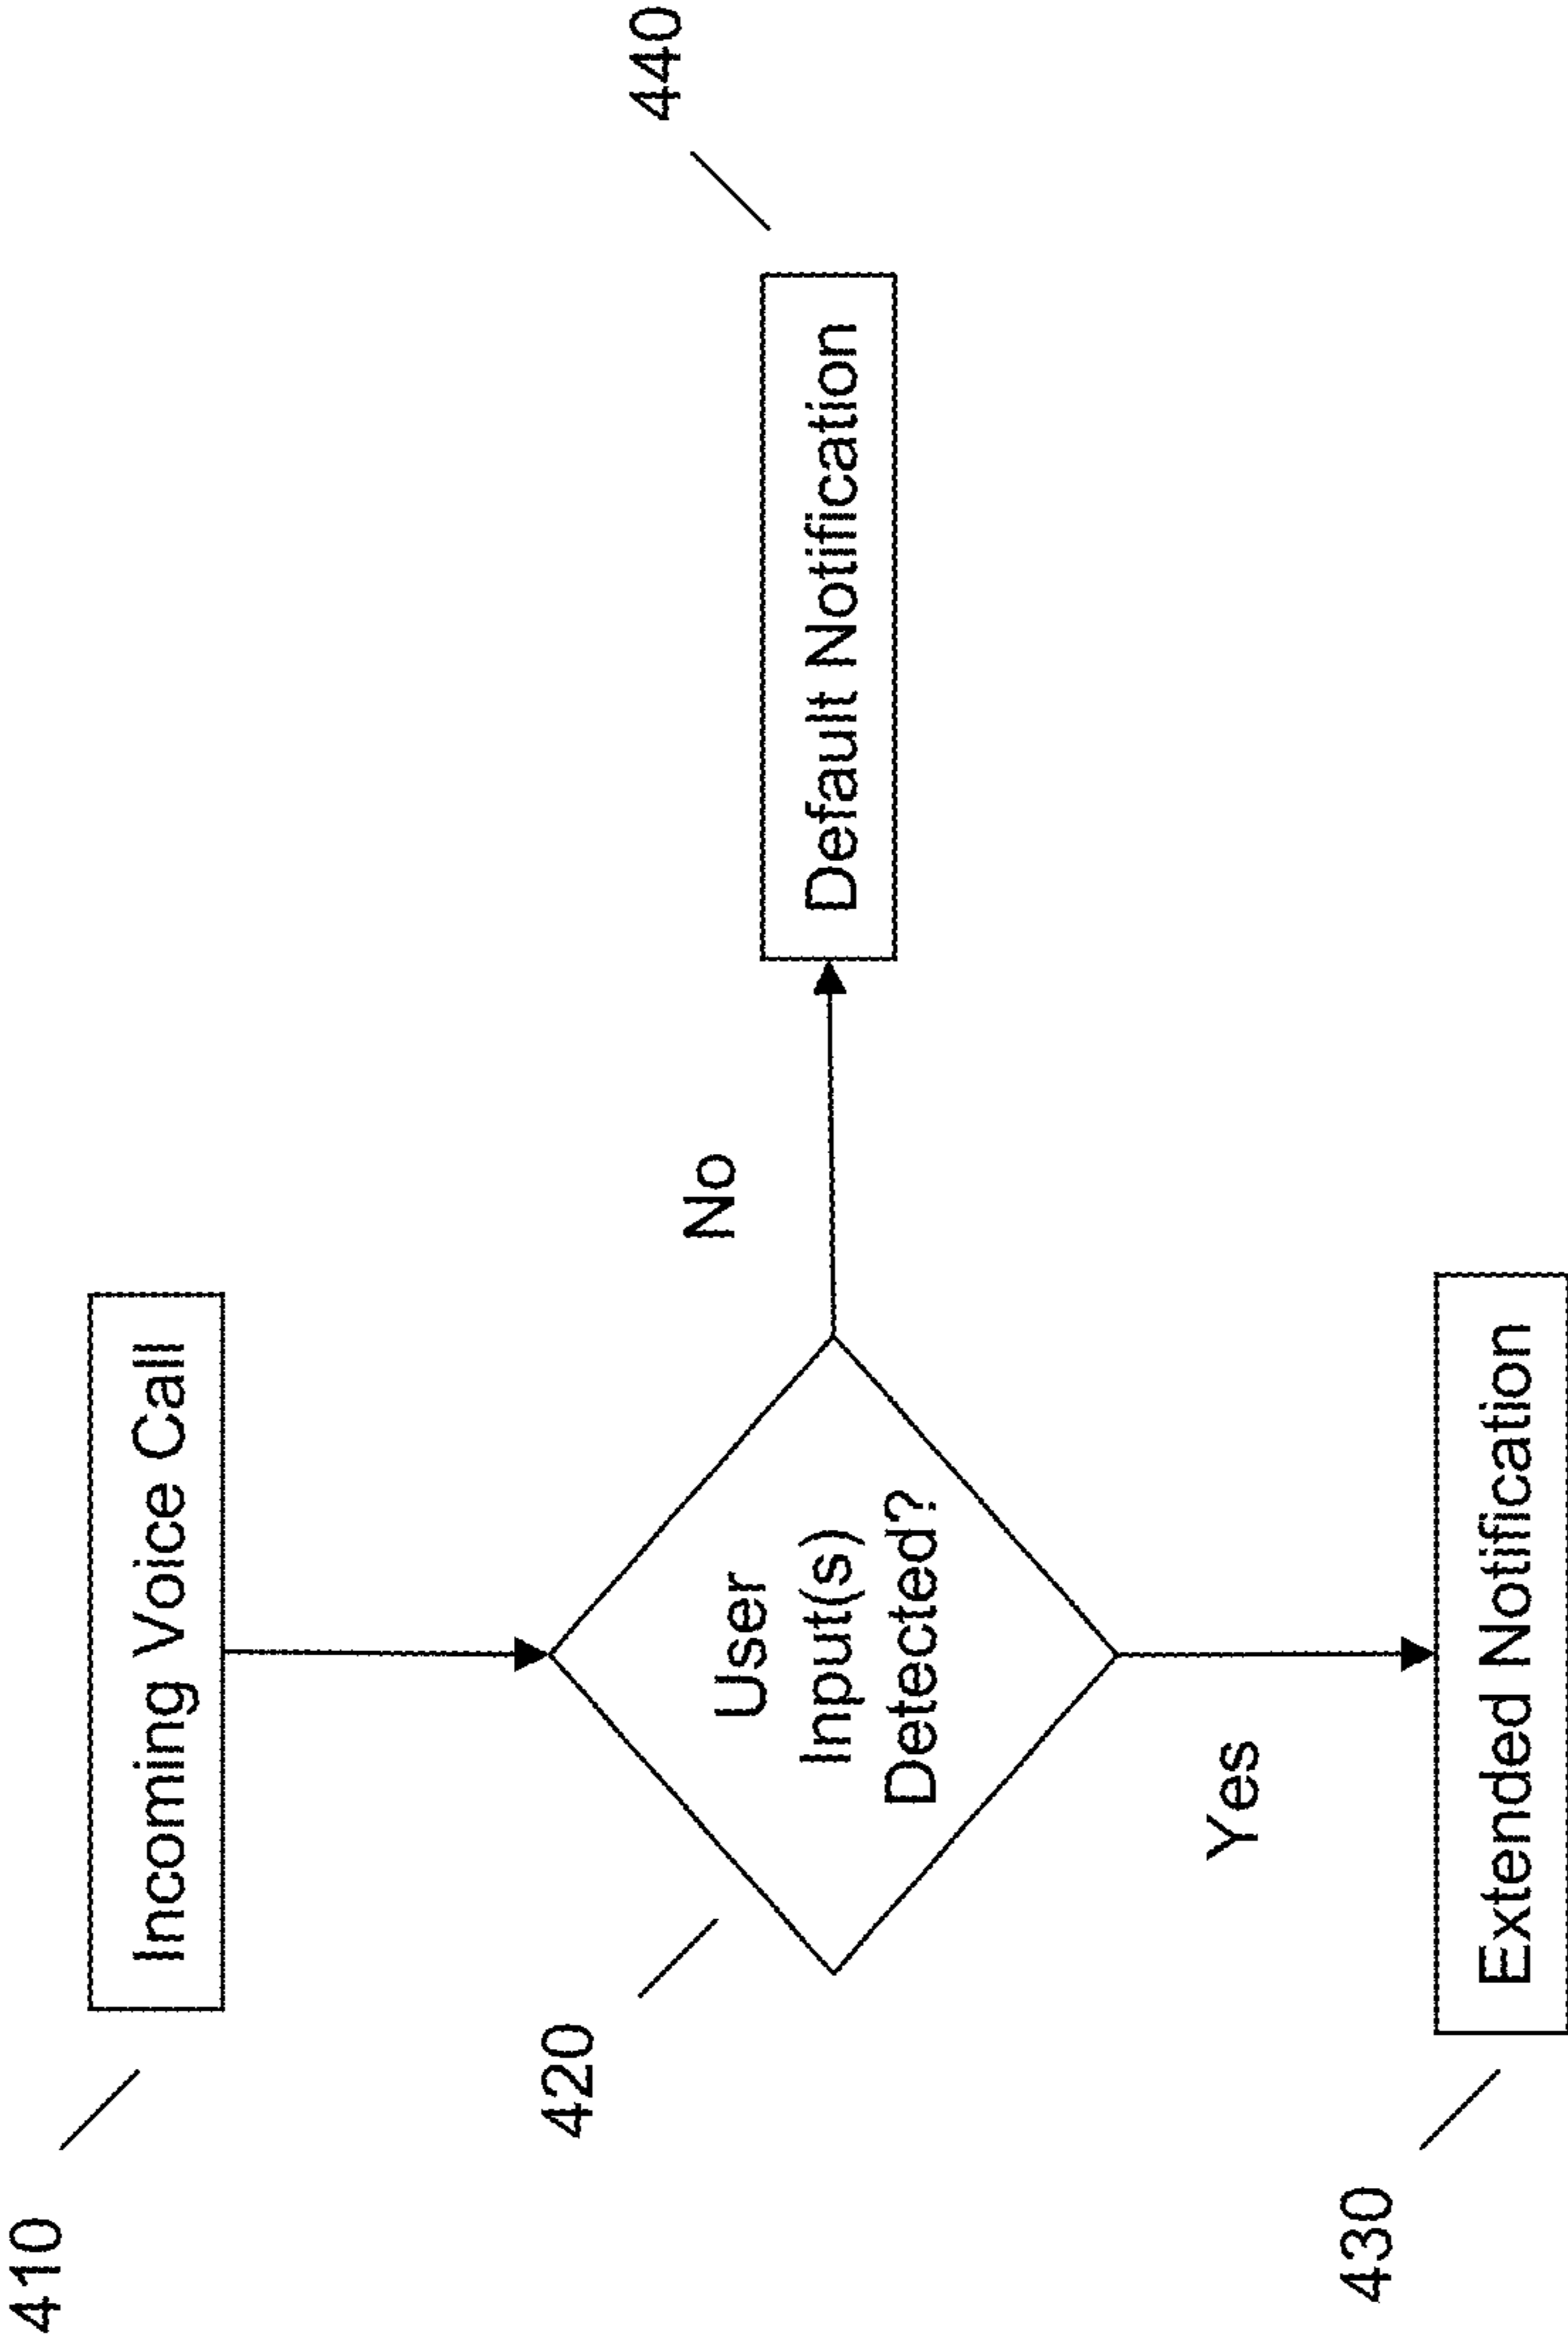 410
Incoming Voice Call
420
User
Input(s)
Detected?
No
440
Default Notification
Yes
430
Extended Notification